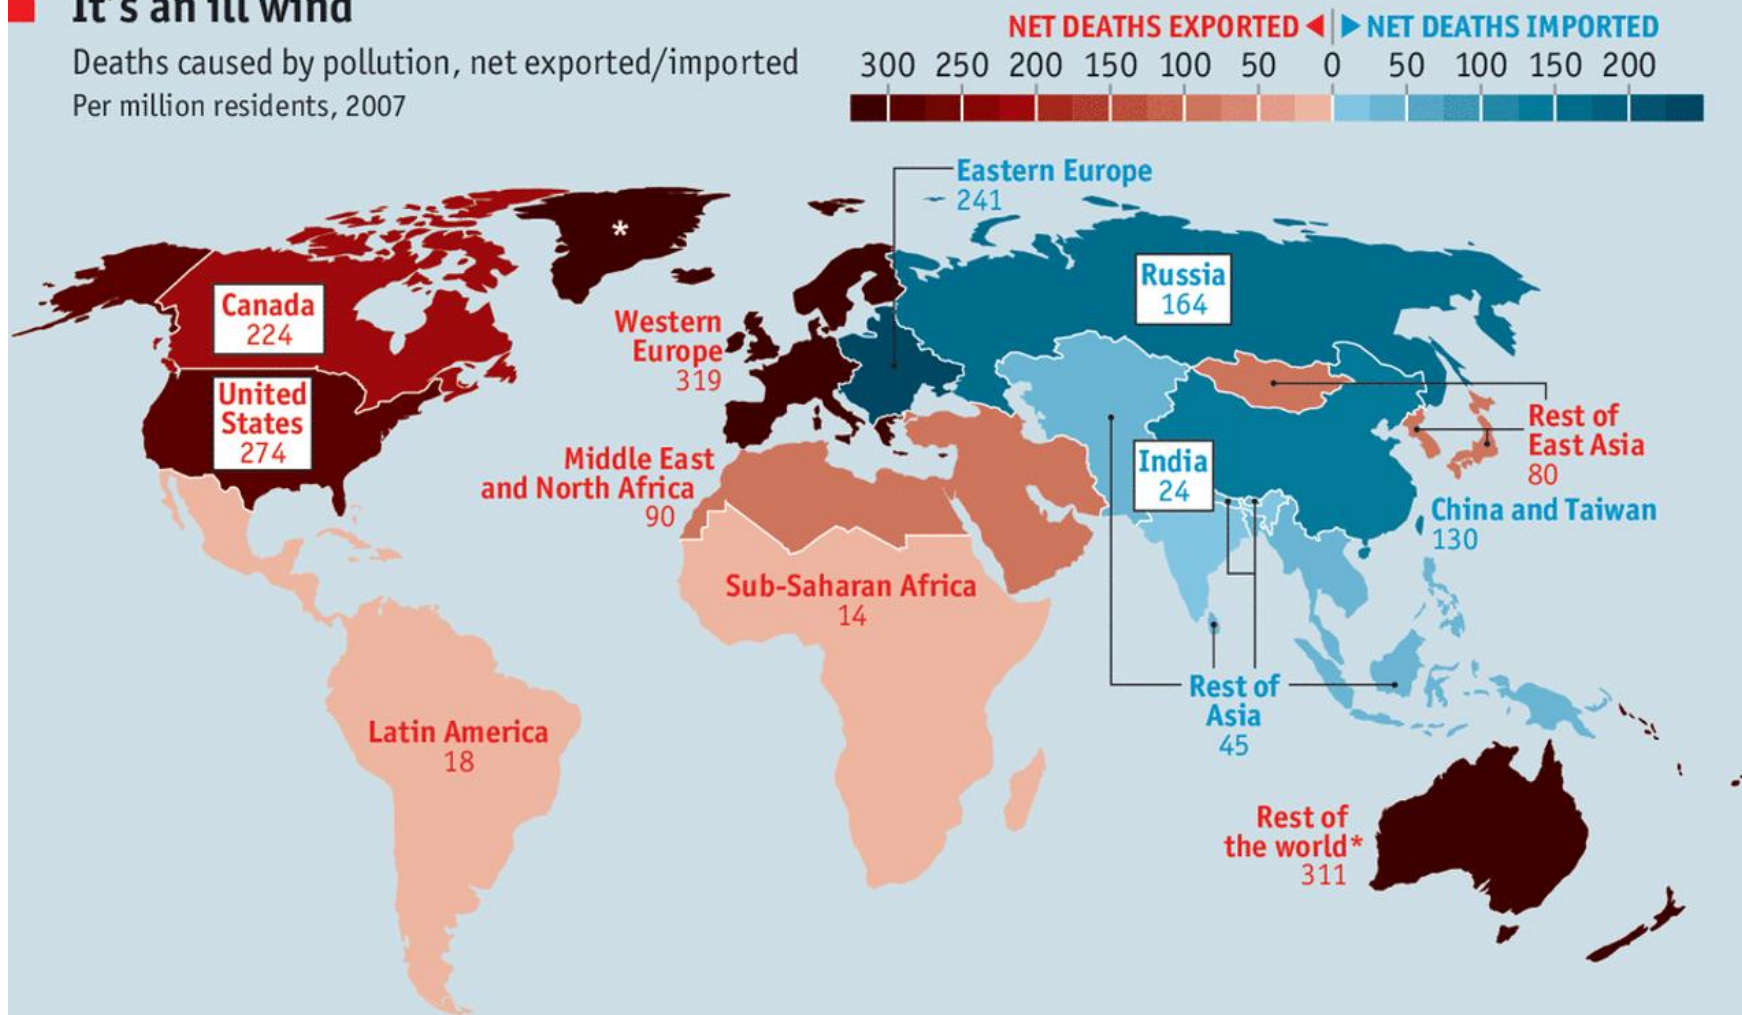 It's an ill wind
Deaths caused by pollution, net exported/imported
Per million residents, 2007
NET DEATHS EXPORTED ◀ ▶ NET DEATHS IMPORTED
300 250 200 150 100 50 0 50 100 150 200
Eastern Europe
241
*
Russia
164
Canada
224
Western
Europe
319
United
States
274
Rest of
East Asia
80
Middle East
and North Africa
90
India
24
China and Taiwan
130
Sub-Saharan Africa
14
Rest of
Asia
45
Latin America
18
Rest of
the world*
311